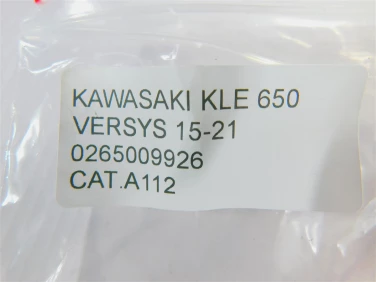 KAWASAKI KLE 650
VERSYS 15-21
0265009926
CAT.A112